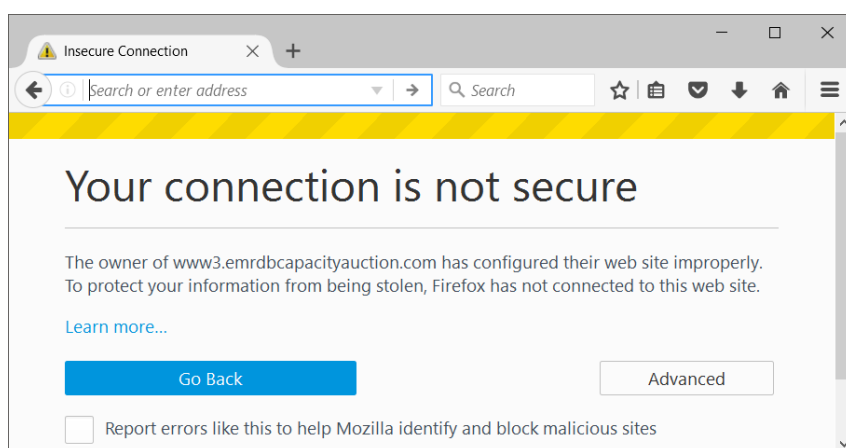 Insecure Connection
Search or enter address
Search
Your connection is not secure
The owner of www3.emrdbcapacityauction.com has configured their web site improperly.
To protect your information from being stolen, Firefox has not connected to this web site.
Learn more...
Go Back
Advanced
Report errors like this to help Mozilla identify and block malicious sites